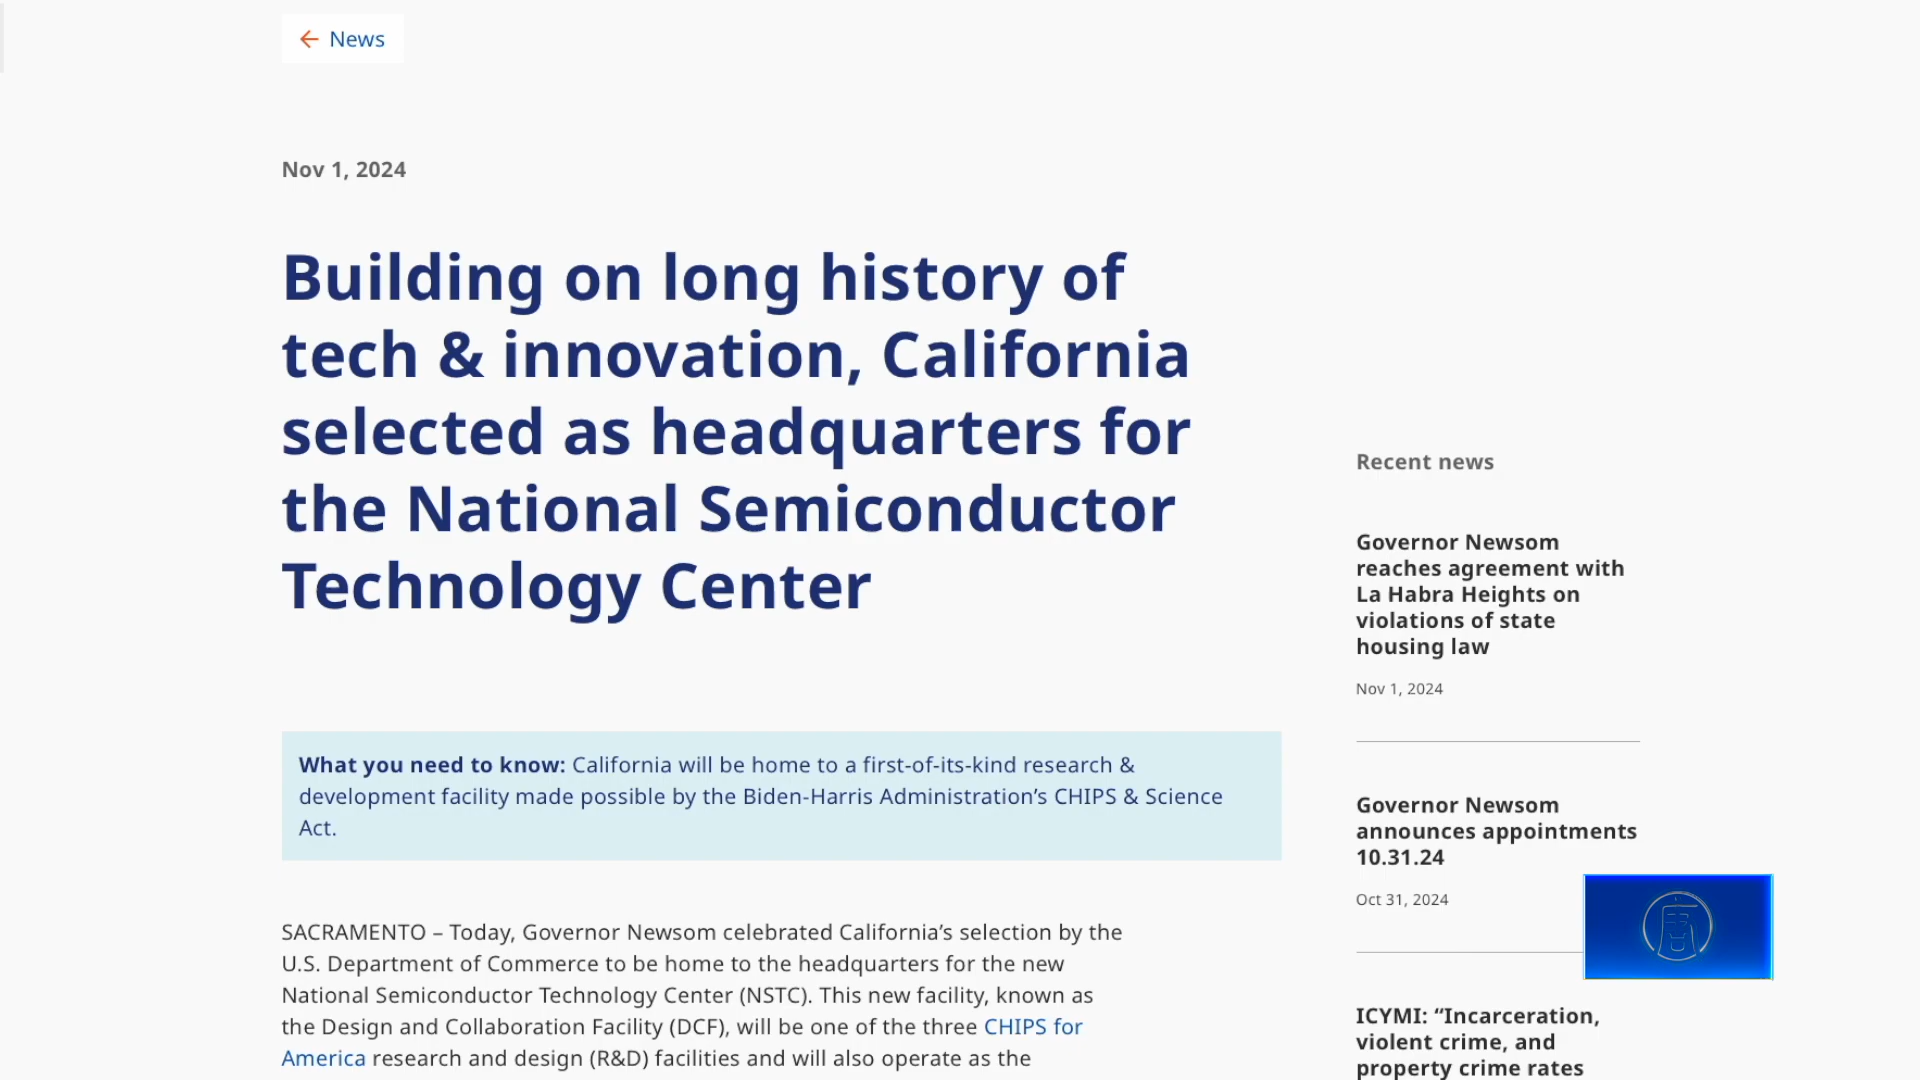 News
Nov 1, 2024
Building on long history of
tech & innovation, California
selected as headquarters for
the National Semiconductor
Technology Center
What you need to know: California will be home to a first-of-its-kind research &
development facility made possible by the Biden-Harris Administration’s CHIPS & Science
Act.
SACRAMENTO – Today, Governor Newsom celebrated California’s selection by the
U.S. Department of Commerce to be home to the headquarters for the new
National Semiconductor Technology Center (NSTC). This new facility, known as
the Design and Collaboration Facility (DCF), will be one of the three CHIPS for
America research and design (R&D) facilities and will also operate as the
Recent news
Governor Newsom
reaches agreement with
La Habra Heights on
violations of state
housing law
Nov 1, 2024
Governor Newsom
announces appointments
10.31.24
Oct 31, 2024
ICYMI: “Incarceration,
violent crime, and
property crime rates